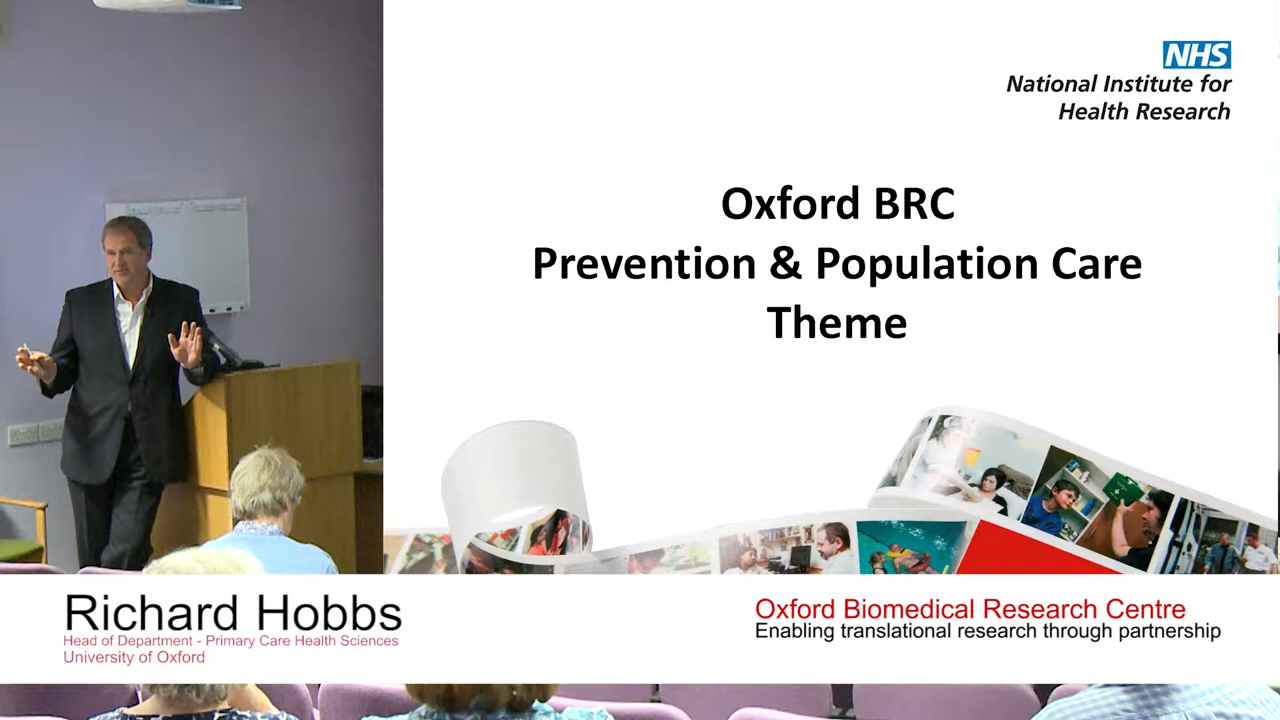 NHS
National Institute for
Health Research
Oxford BRC
Prevention & Population Care
Theme
Richard Hobbs
Head of Department - Primary Care Health Sciences
University of Oxford
Oxford Biomedical Research Centre
Enabling translational research through partnership